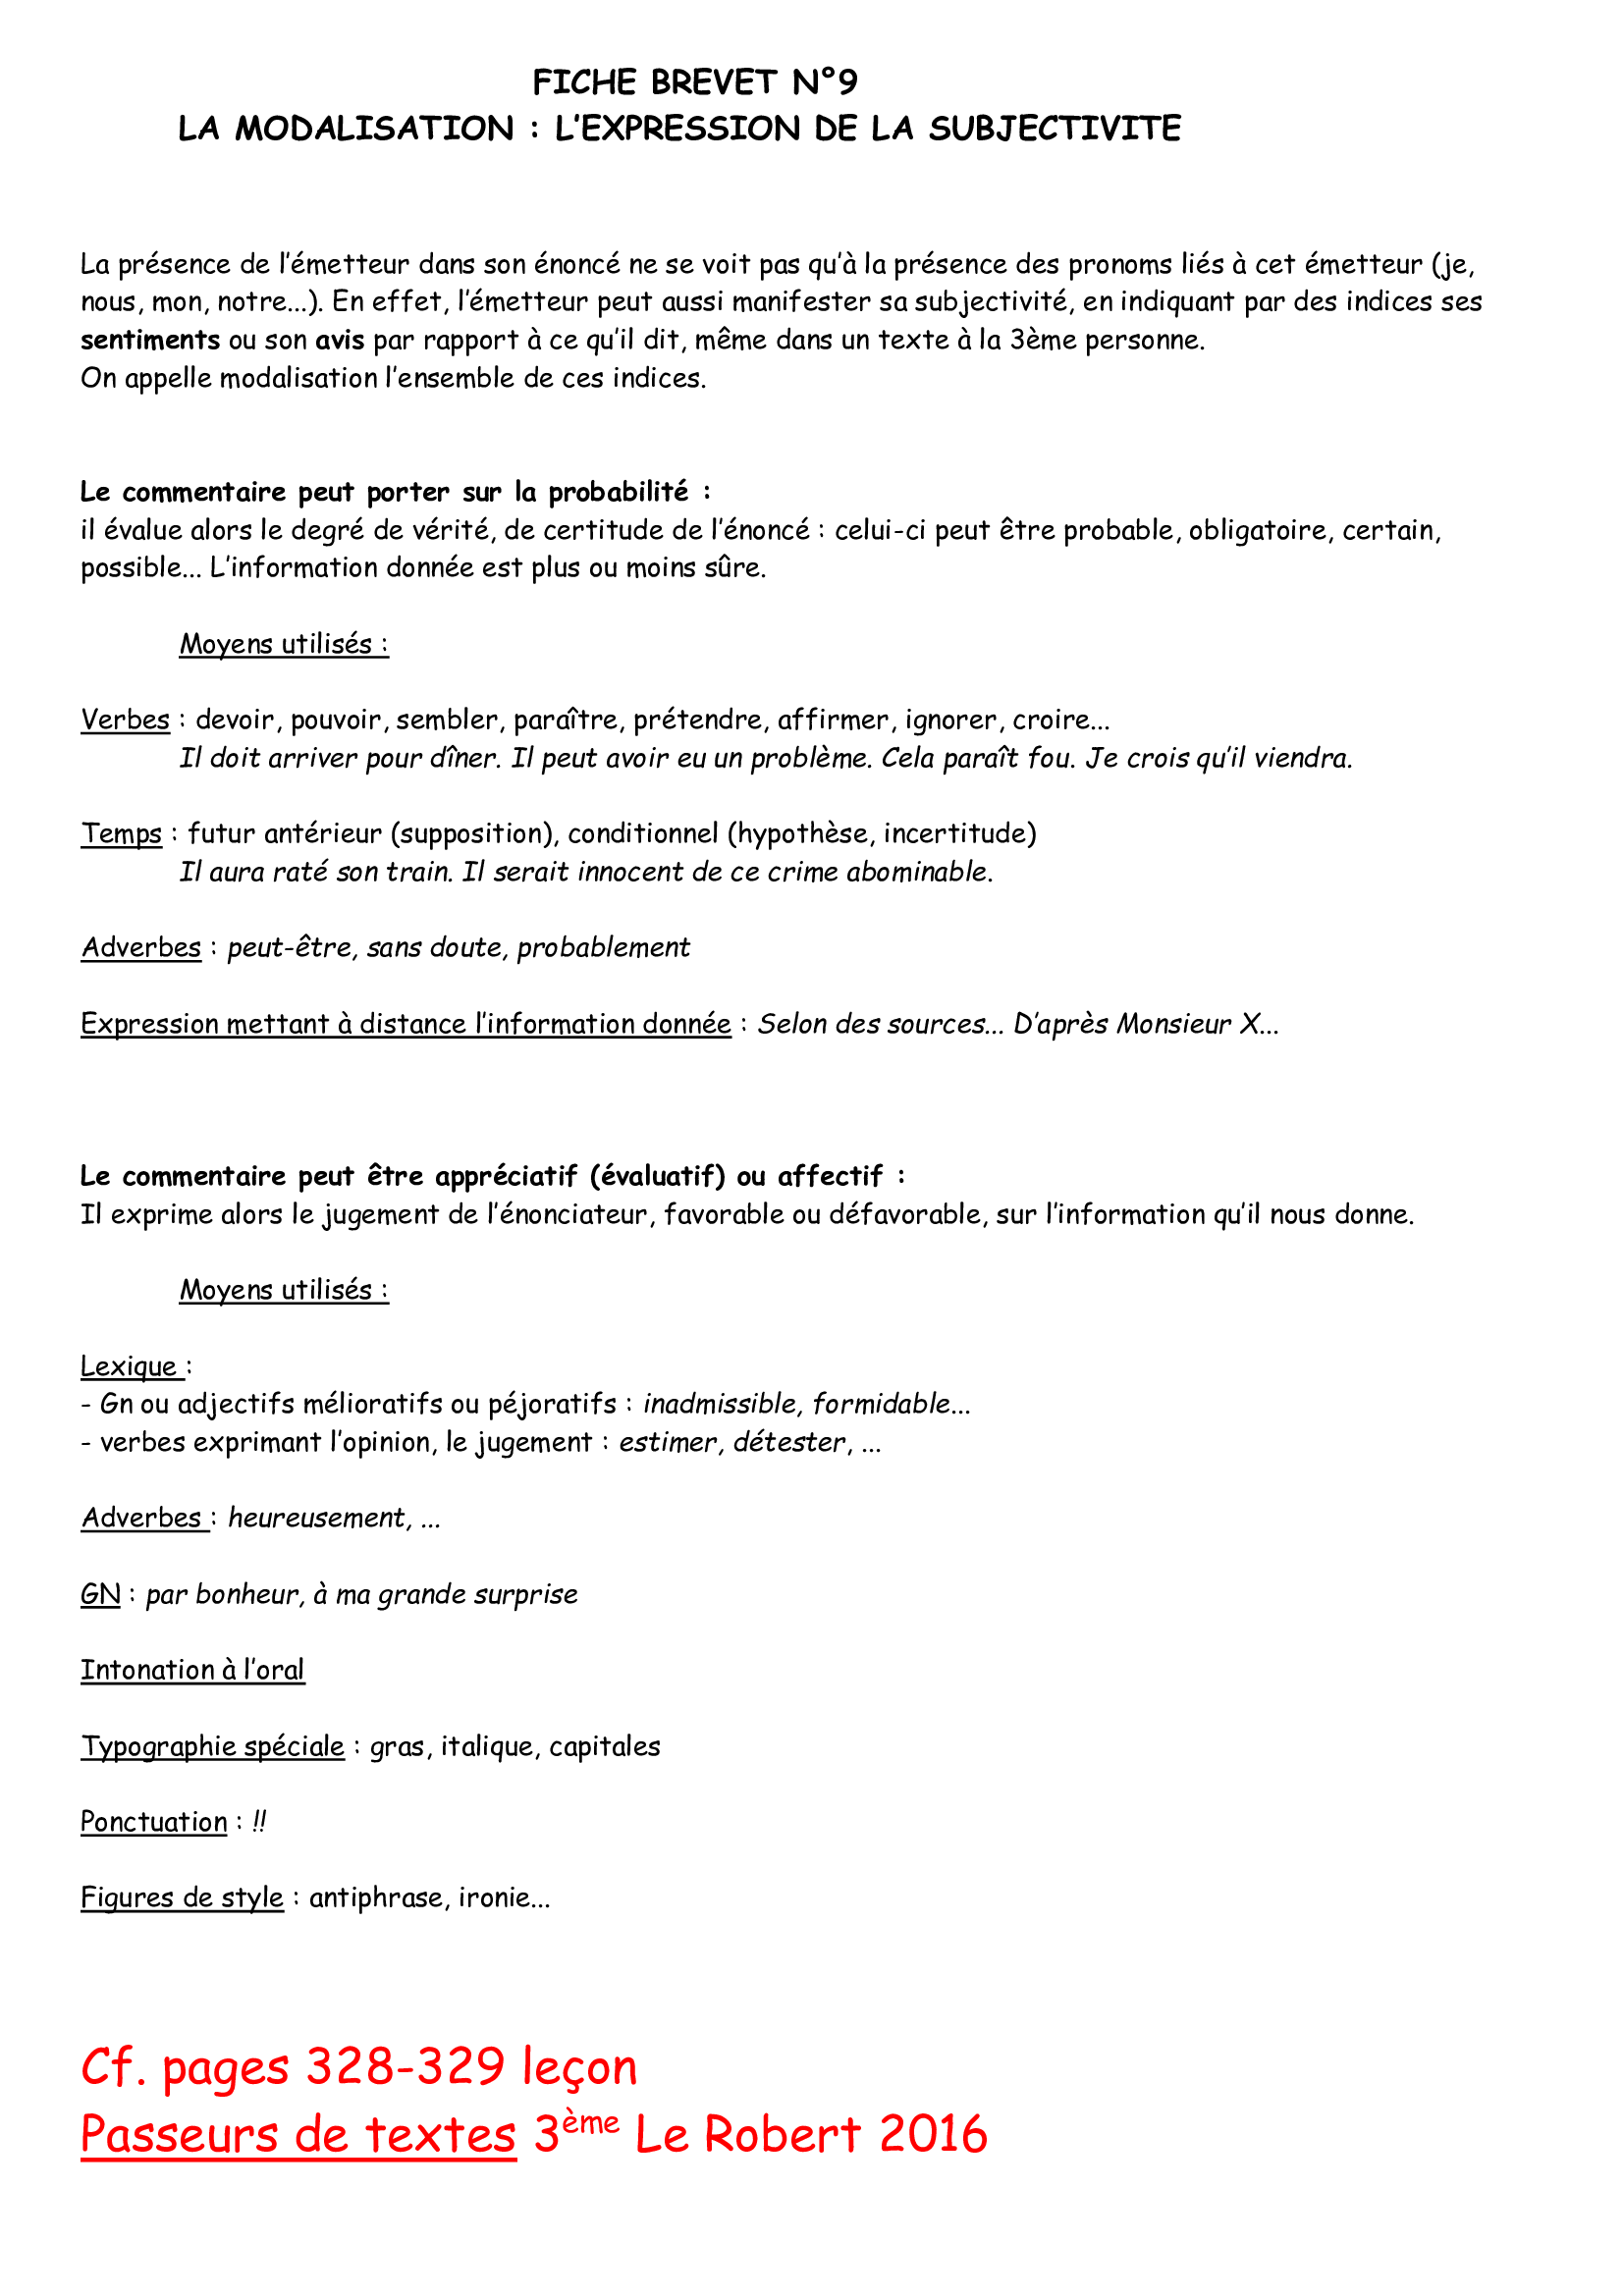 FICHE BREVET N°9
LA MODALISATION : L'EXPRESSION DE LA SUBJECTIVITE
La présence de l'émetteur dans son énoncé ne se voit pas qu'à la présence des pronoms liés à cet émetteur (je,
nous, mon, notre...). En effet, l'émetteur peut aussi manifester sa subjectivité, en indiquant par des indices ses
sentiments ou son avis par rapport à ce qu'il dit, même dans un texte à la 3ème personne.
On appelle modalisation l'ensemble de ces indices.
Le commentaire peut porter sur la probabilité :
il évalue alors le degré de vérité, de certitude de l'énoncé : celui-ci peut être probable, obligatoire, certain,
possible... L'information donnée est plus ou moins sûre.
Moyens utilisés :
Verbes : devoir, pouvoir, sembler, paraître, prétendre, affirmer, ignorer, croire...
Il doit arriver pour dîner. Il peut avoir eu un problème. Cela paraît fou. Je crois qu'il viendra.
Temps : futur antérieur (supposition), conditionnel (hypothèse, incertitude)
Il aura raté son train. Il serait innocent de ce crime abominable.
Adverbes : peut-être, sans doute, probablement
Expression mettant à distance l'information donnée : Selon des sources... D'après Monsieur X...
Le commentaire peut être appréciatif (évaluatif) ou affectif :
Il exprime alors le jugement de l'énonciateur, favorable ou défavorable, sur l'information qu'il nous donne.
Moyens utilisés :
Lexique :
- Gn ou adjectifs mélioratifs ou péjoratifs : inadmissible, formidable...
- verbes exprimant l'opinion, le jugement : estimer, détester, ...
Adverbes : heureusement, ...
GN : par bonheur, à ma grande surprise
Intonation à l'oral
Typographie spéciale : gras, italique, capitales
Ponctuation : !!
Figures de style : antiphrase, ironie...
Cf. pages 328-329 leçon
Passeurs de textes 3ème Le Robert 2016